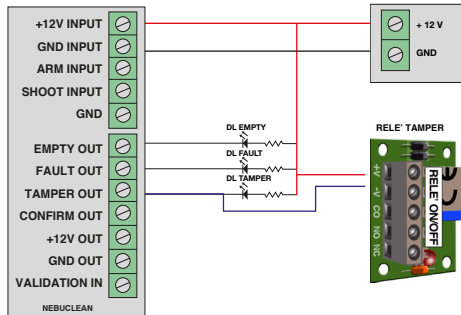 +12V INPUT
GND INPUT
ARM INPUT
SHOOT INPUT
GND
EMPTY OUT
FAULT OUT
TAMPER OUT
CONFIRM OUT
+12V OUT
GND OUT
VALIDATION IN
NEBUCLEAN
DL EMPTY
DL FAULT
DL TAMPER
+ 12 V
GND
RELE' TAMPER
+V
-V
CO
NO
NC
RELE' ON/OFF